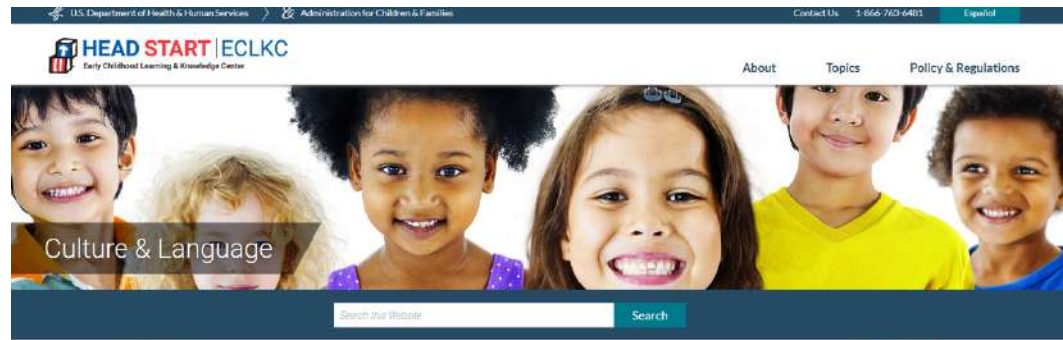 U.S. Department of Health & Human Services
Administration for Children & Families
Contact Us 1-866-763-6481 Español
HEAD START | ECLKC
Early Childhood Learning & Knowledge Center
About Topics Policy & Regulations
Culture & Language
Search this Website
Search